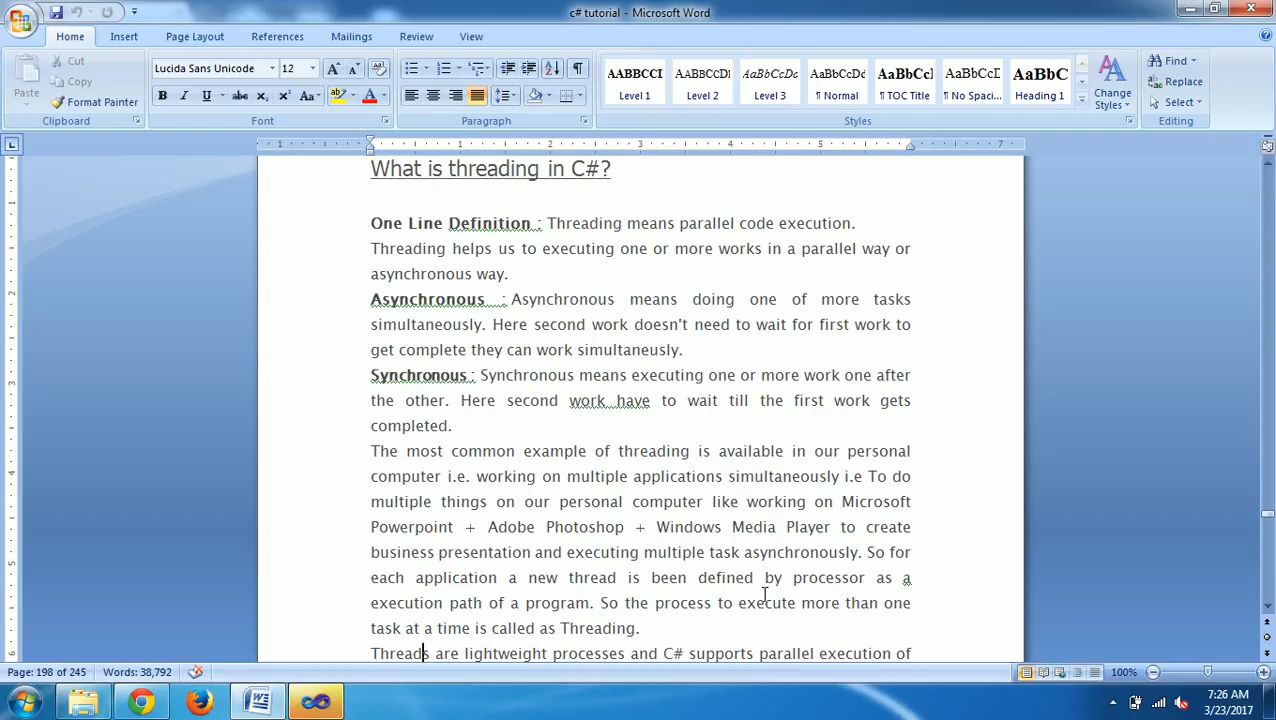 c# tutorial - Microsoft Word
Home Insert Page Layout References Mailings Review View
Paste
Cut
Copy
Format Painter
Clipboard
Lucida Sans Unicode 12
Font
Paragraph
AABBCCI AABBCCDI AaBbCcDc AaBbCcDd AaBbCc AaBbCcDd AaBbC
Level 1 Level 2 Level 3 ¶ Normal ¶ TOC Title ¶ No Spaci... Heading 1
Change Styles
Styles
Find
Replace
Select
Editing
1 1 2 3 4 5 7
What is threading in C#?
One Line Definition : Threading means parallel code execution.
Threading helps us to executing one or more works in a parallel way or
asynchronous way.
Asynchronous : Asynchronous means doing one of more tasks
simultaneously. Here second work doesn't need to wait for first work to
get complete they can work simultaneusly.
Synchronous : Synchronous means executing one or more work one after
the other. Here second work have to wait till the first work gets
completed.
The most common example of threading is available in our personal
computer i.e. working on multiple applications simultaneously i.e To do
multiple things on our personal computer like working on Microsoft
Powerpoint + Adobe Photoshop + Windows Media Player to create
business presentation and executing multiple task asynchronously. So for
each application a new thread is been defined by processor as a
execution path of a program. So the process to execute more than one
task at a time is called as Threading.
Threads are lightweight processes and C# supports parallel execution of
Page: 198 of 245 Words: 38,792 100%
7:26 AM
3/23/2017